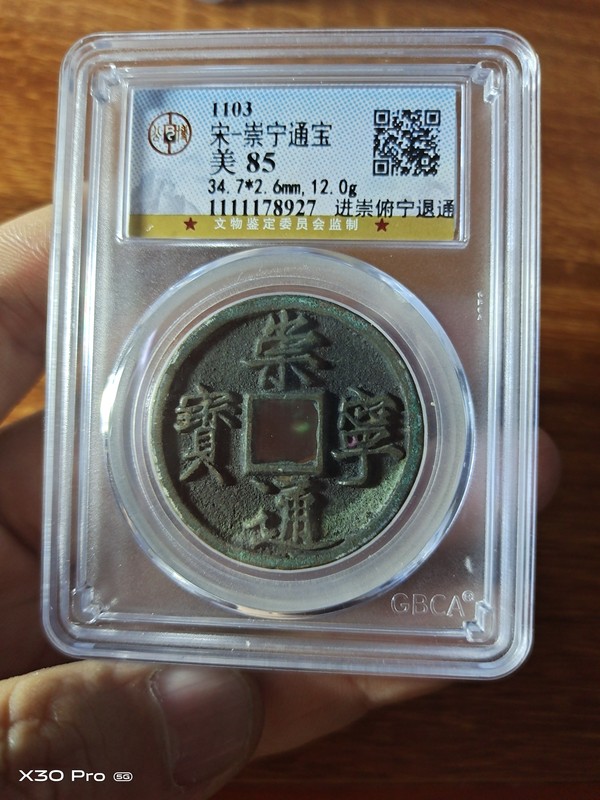 1103
宋-崇宁通宝
美 85
34.7*2.6mm, 12.0g
1111178927 进崇俯宁退通
★ 文物鉴定委员会监制 ★
崇
寶 寧
通
GBCA
X30 Pro 5G